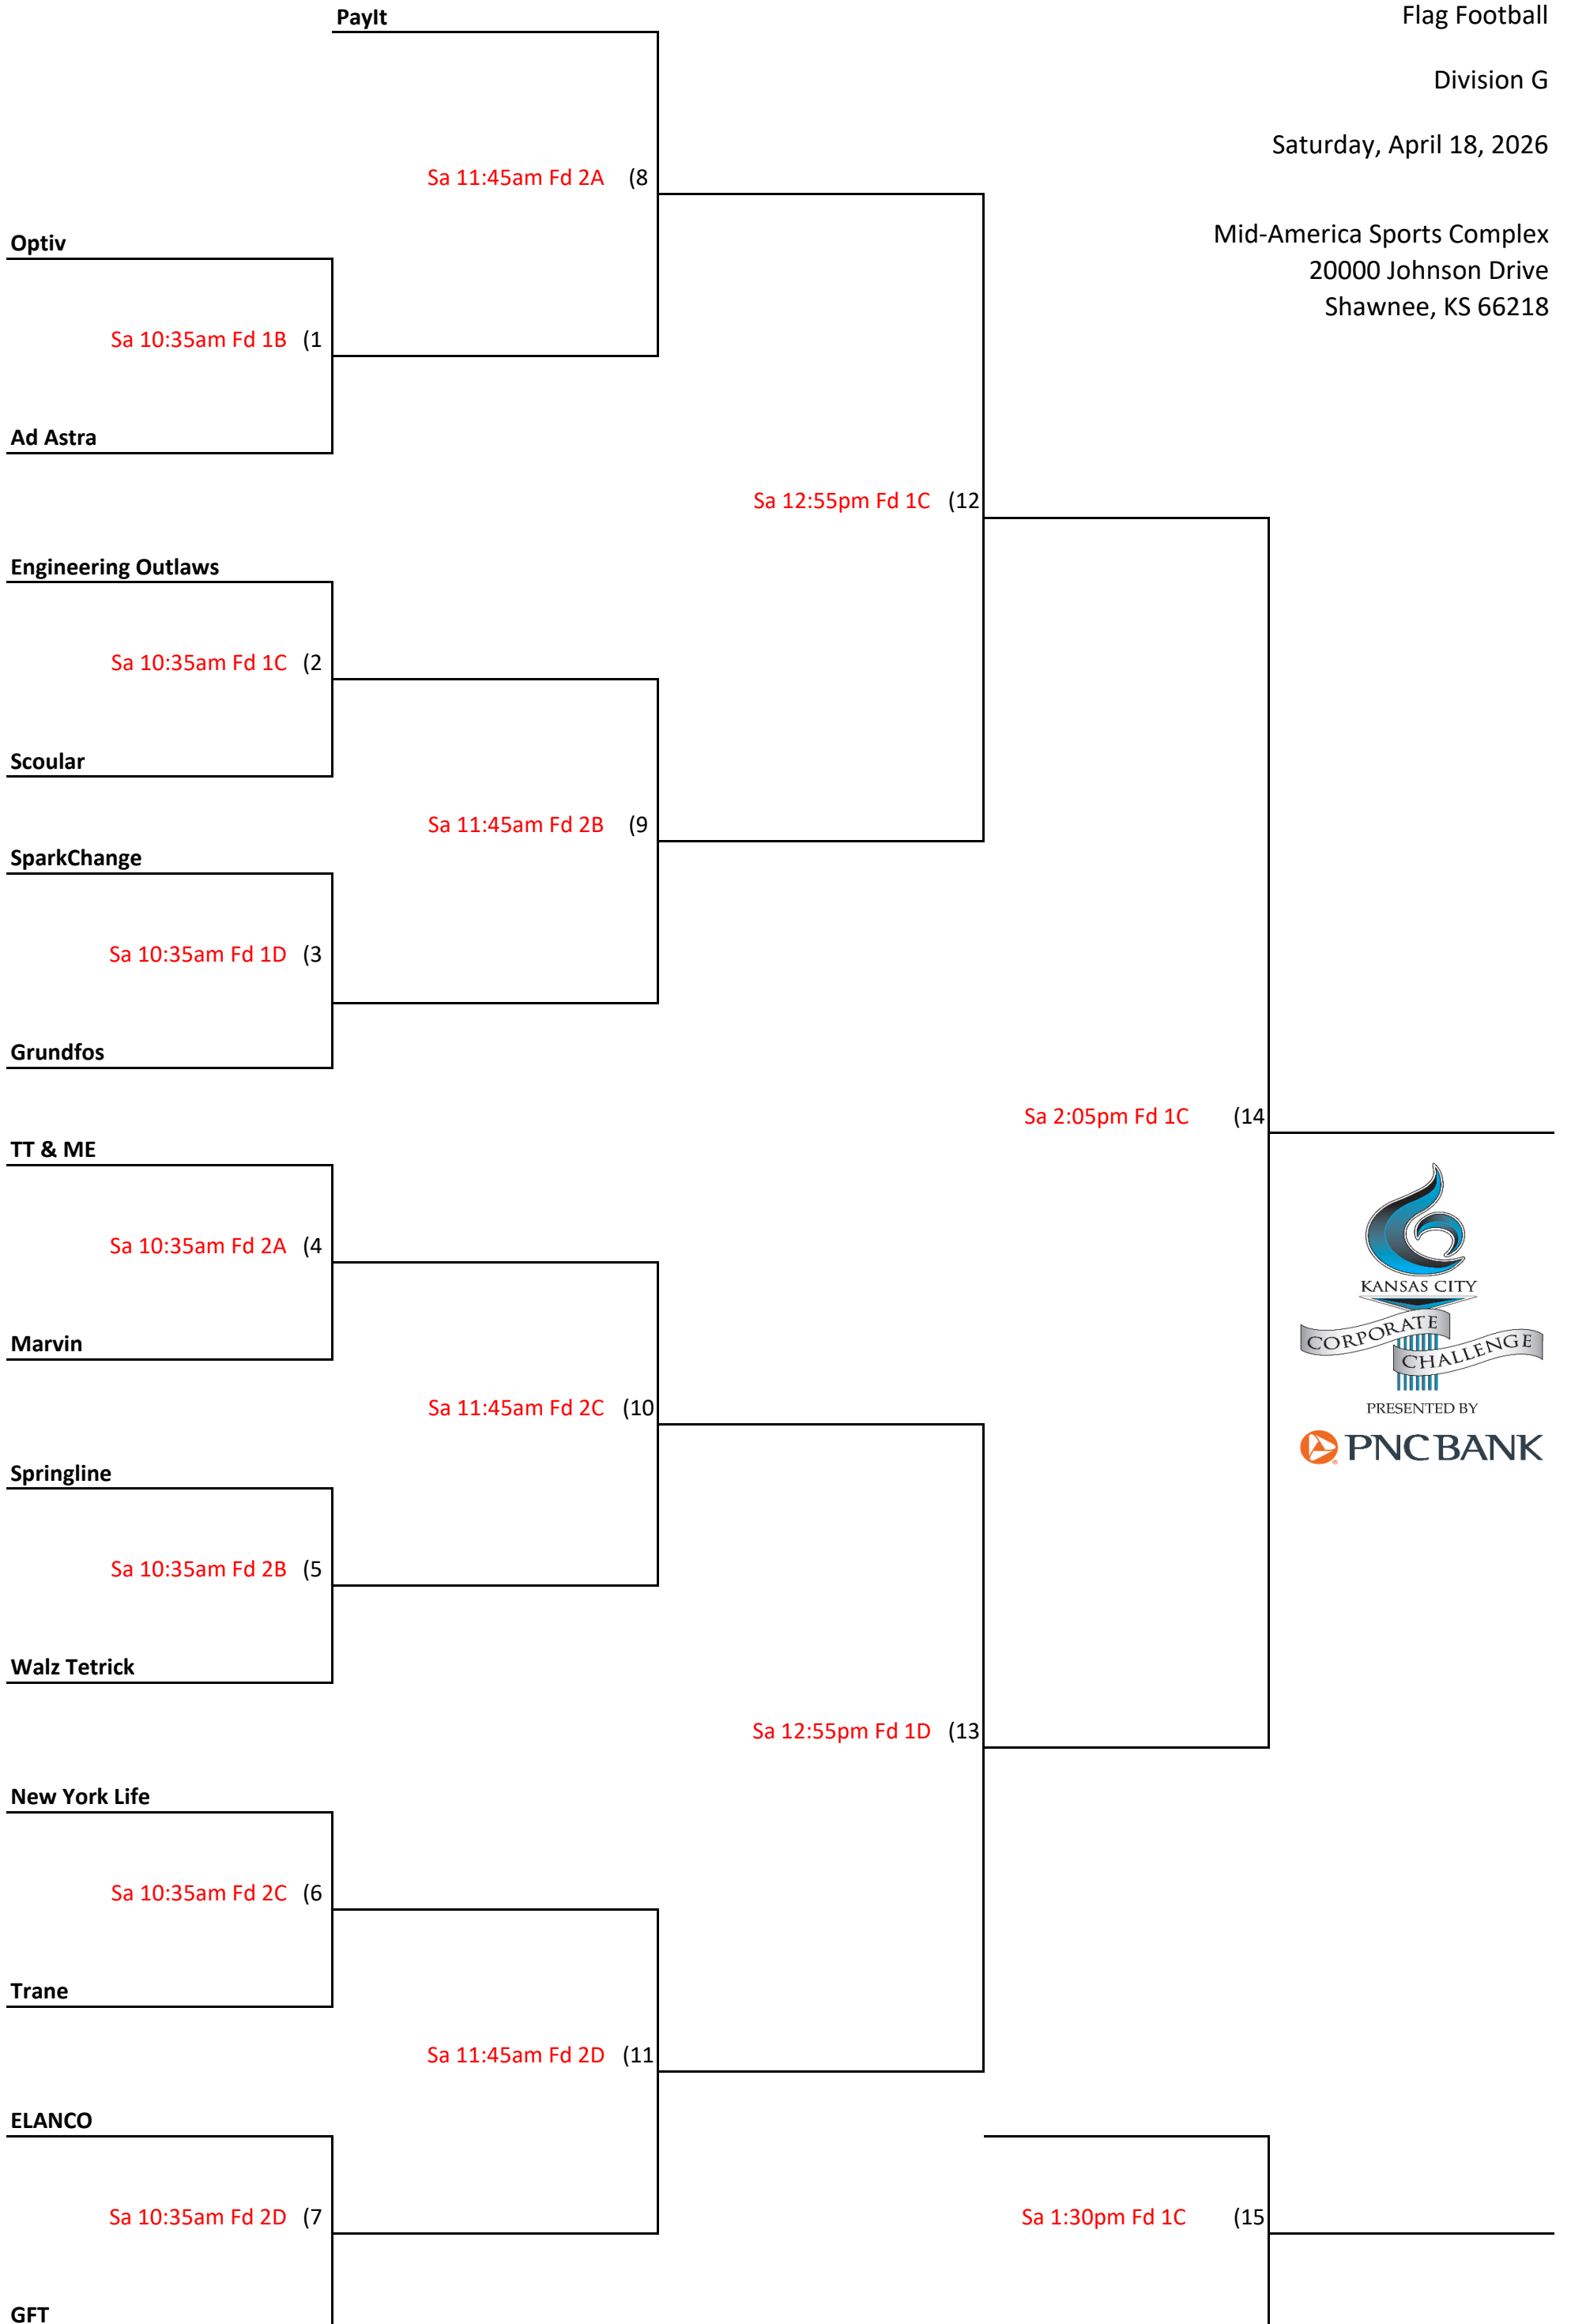 PayIt
Flag Football
Division G
Saturday, April 18, 2026
Sa 11:45am Fd 2A (8
Mid-America Sports Complex
20000 Johnson Drive
Shawnee, KS 66218
Optiv
Sa 10:35am Fd 1B (1
Ad Astra
Sa 12:55pm Fd 1C (12
Engineering Outlaws
Sa 10:35am Fd 1C (2
Scoular
Sa 11:45am Fd 2B (9
SparkChange
Sa 10:35am Fd 1D (3
Grundfos
Sa 2:05pm Fd 1C (14
TT & ME
Sa 10:35am Fd 2A (4
Marvin
KANSAS CITY
CORPORATE
CHALLENGE
PRESENTED BY
PNC BANK
Sa 11:45am Fd 2C (10
Springline
Sa 10:35am Fd 2B (5
Walz Tetrick
Sa 12:55pm Fd 1D (13
New York Life
Sa 10:35am Fd 2C (6
Trane
Sa 11:45am Fd 2D (11
ELANCO
Sa 10:35am Fd 2D (7
Sa 1:30pm Fd 1C (15
GFT